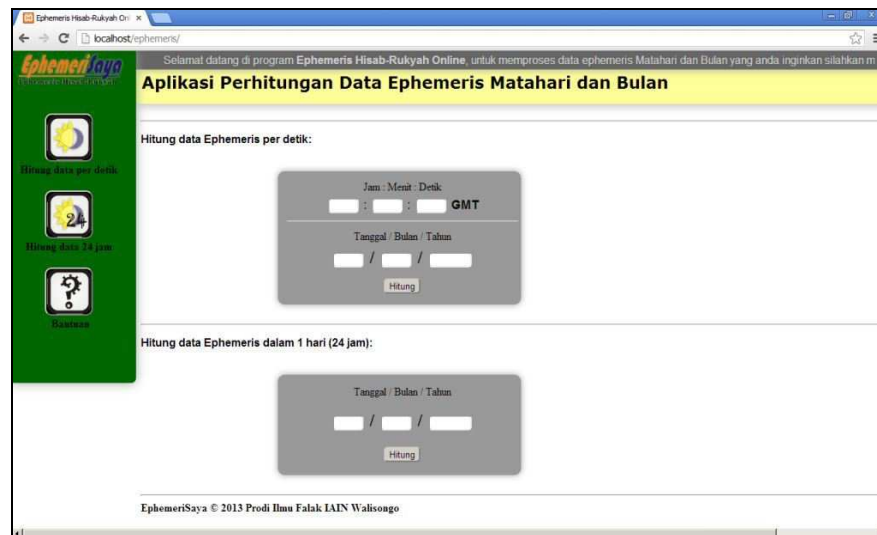 Ephemeris Hisab-Rukyah Onl
localhost/ephemeris/
EphemeriSaya
Selamat datang di program Ephemeris Hisab-Rukyah Online, untuk memproses data ephemeris Matahari dan Bulan yang anda inginkan silahkan m
Aplikasi Perhitungan Data Ephemeris Matahari dan Bulan
Hitung data per detik
24
Hitung data 24 jam
Bantuan
Hitung data Ephemeris per detik:
Jam : Menit : Detik
: : GMT
Tanggal / Bulan / Tahun
/ /
Hitung
Hitung data Ephemeris dalam 1 hari (24 jam):
Tanggal / Bulan / Tahun
/ /
Hitung
EphemeriSaya © 2013 Prodi Ilmu Falak IAIN Walisongo